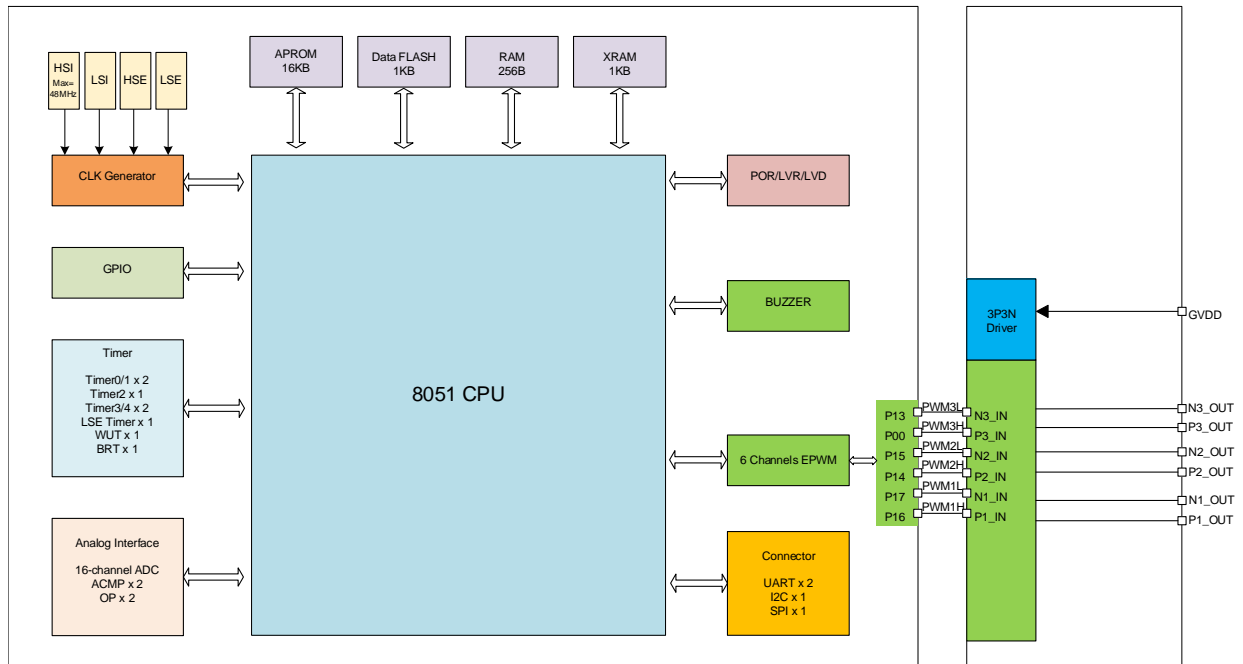 APROM
16KB
Data FLASH
1KB
RAM
256B
XRAM
1KB
HSI
Max=
48MHz
LSI
HSE
LSE
CLK Generator
POR/LVR/LVD
GPIO
BUZZER
3P3N
Driver
GVDD
Timer
Timer0/1 x 2
Timer2 x 1
Timer3/4 x 2
LSE Timer x 1
WUT x 1
BRT x 1
8051 CPU
6 Channels EPWM
P13
PWM3L
N3_IN
N3_OUT
P00
PWM3H
P3_IN
P3_OUT
P15
PWM2L
N2_IN
N2_OUT
P14
PWM2H
P2_IN
P2_OUT
P17
PWM1L
N1_IN
N1_OUT
P16
PWM1H
P1_IN
P1_OUT
Analog Interface
16-channel ADC
ACMP x 2
OP x 2
Connector
UART x 2
I2C x 1
SPI x 1